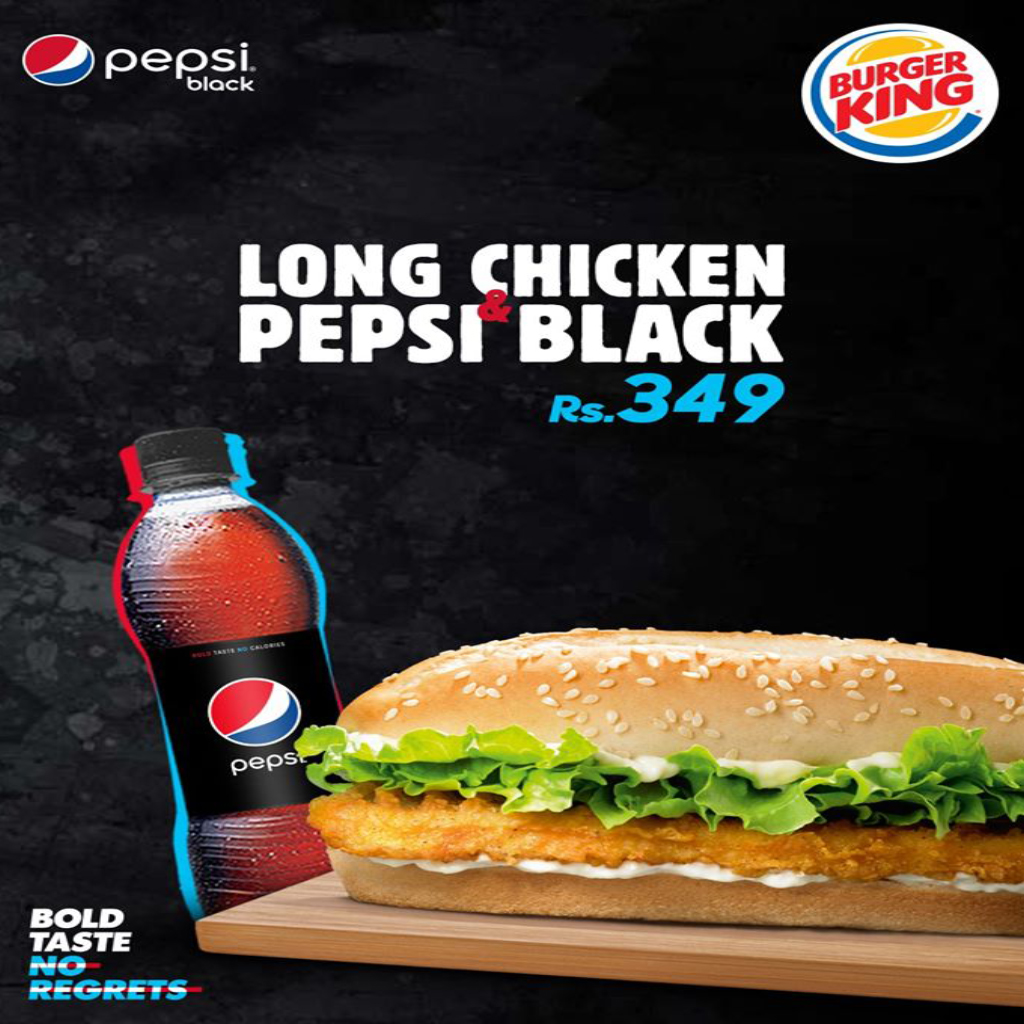 pepsi
black
BURGER
KING
LONG CHICKEN
&
PEPSI BLACK
Rs.349
BOLD TASTE NO CALORIES
pepsi
BOLD
TASTE
NO
REGRETS